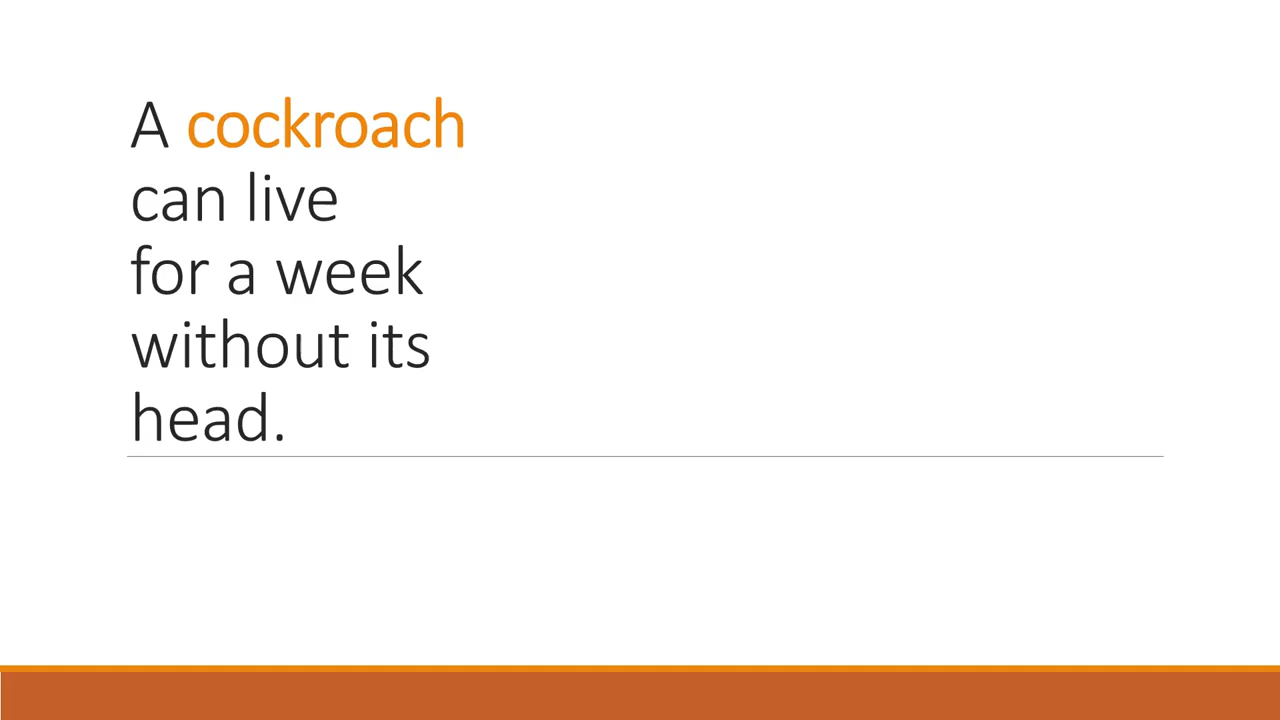 A cockroach
can live
for a week
without its
head.